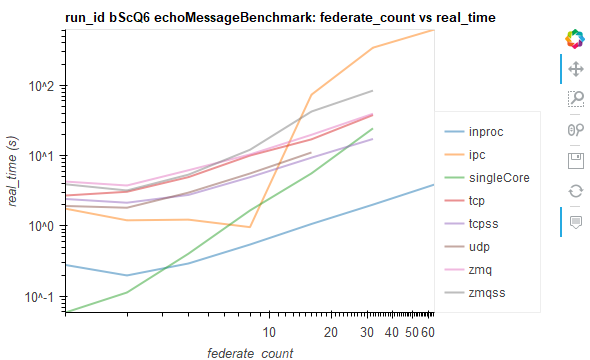 run_id bScQ6 echoMessageBenchmark: federate_count vs real_time
real_time (s)
10^2
10^1
10^0
10^-1
10
20
30
40
50
60
federate_count
inproc
ipc
singleCore
tcp
tcpss
udp
zmq
zmqss